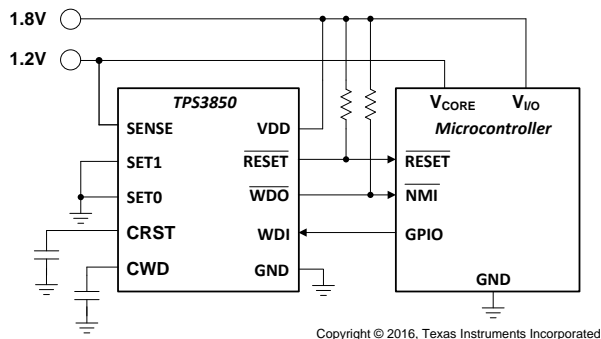 1.8V
1.2V
TPS3850
SENSE
SET1
SET0
CRST
CWD
VDD
RESET
WDO
WDI
GND
VCORE
VI/O
Microcontroller
RESET
NMI
GPIO
GND
Copyright © 2016, Texas Instruments Incorporated